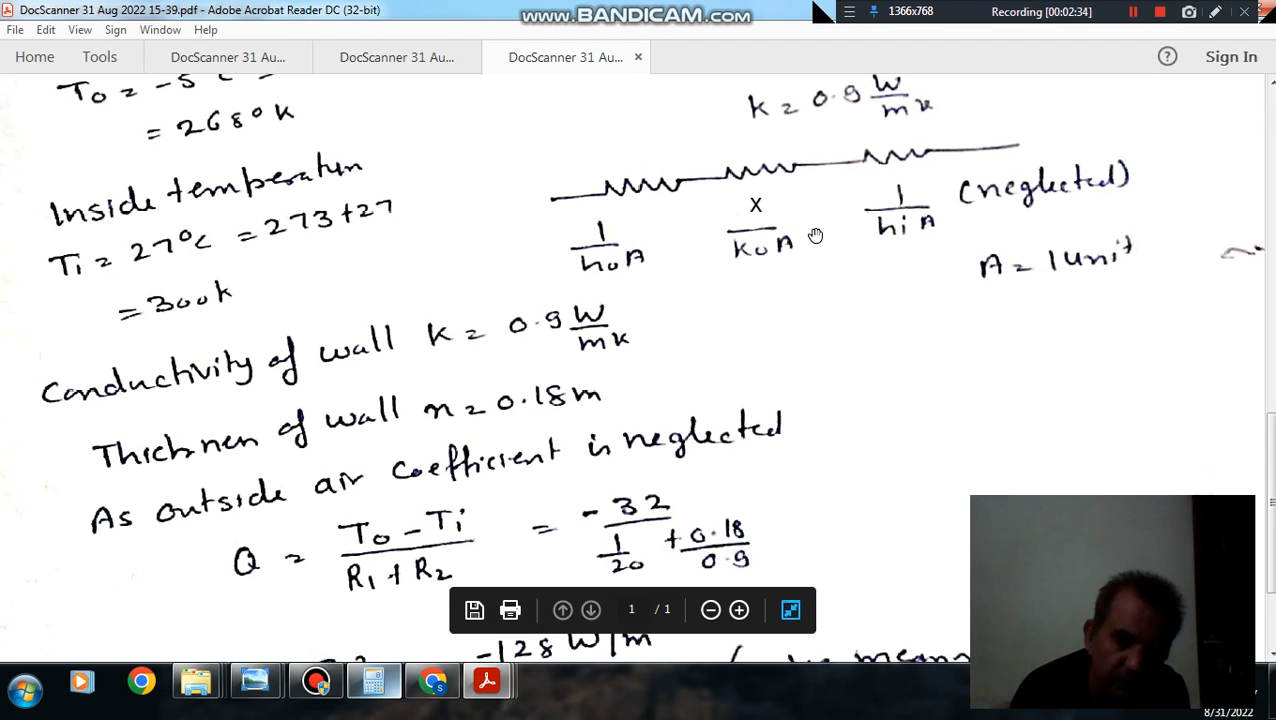 DocScanner 31 Aug 2022 15-39.pdf - Adobe Acrobat Reader DC (32-bit)
www.BANDICAM.com
1366x768
Recording [00:02:34]
File Edit View Sign Window Help
Home Tools DocScanner 31 Au... DocScanner 31 Au... DocScanner 31 Au... × Sign In
To = -5°C =
= 268°K
k = 0.9 W/mk
Inside temperatun
Ti = 27°C = 273+27
= 300k
1/hoA X/koA 1/hiA (neglected)
A = 1 unit
Conductivity of wall k = 0.9 W/mk
Thickness of wall x = 0.18m
As outside air coefficient is neglected
Q = To - Ti / R1 + R2 = -32 / 1/20 + 0.18/0.9
1 / 1
-128 W/m
8/31/2022